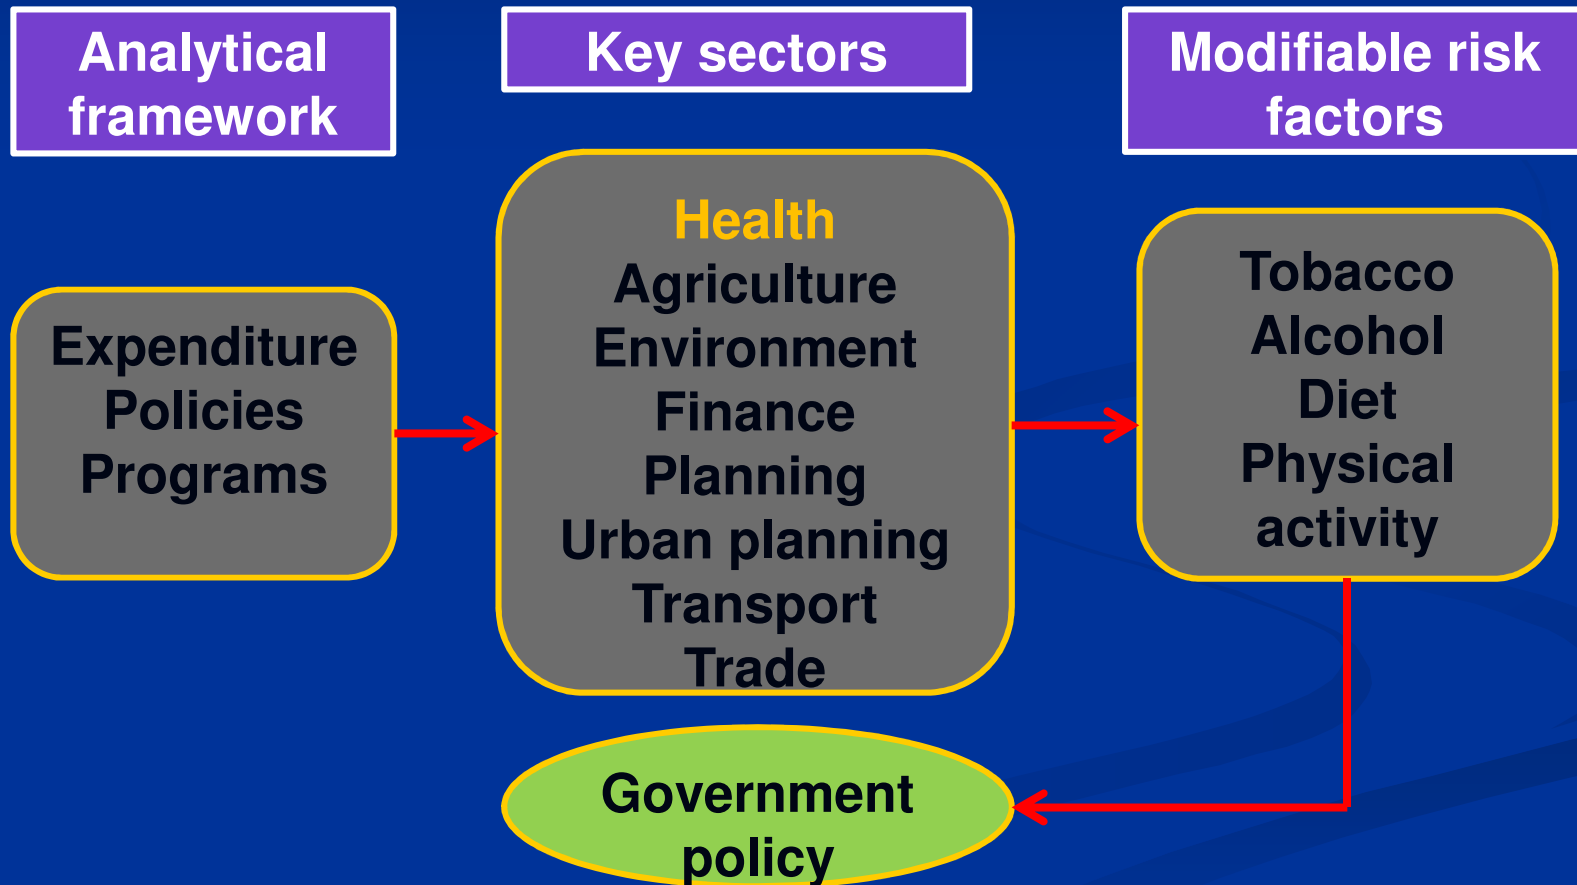 Analytical
framework
Key sectors
Modifiable risk
factors
Expenditure
Policies
Programs
Health
Agriculture
Environment
Finance
Planning
Urban planning
Transport
Trade
Tobacco
Alcohol
Diet
Physical
activity
Government
policy